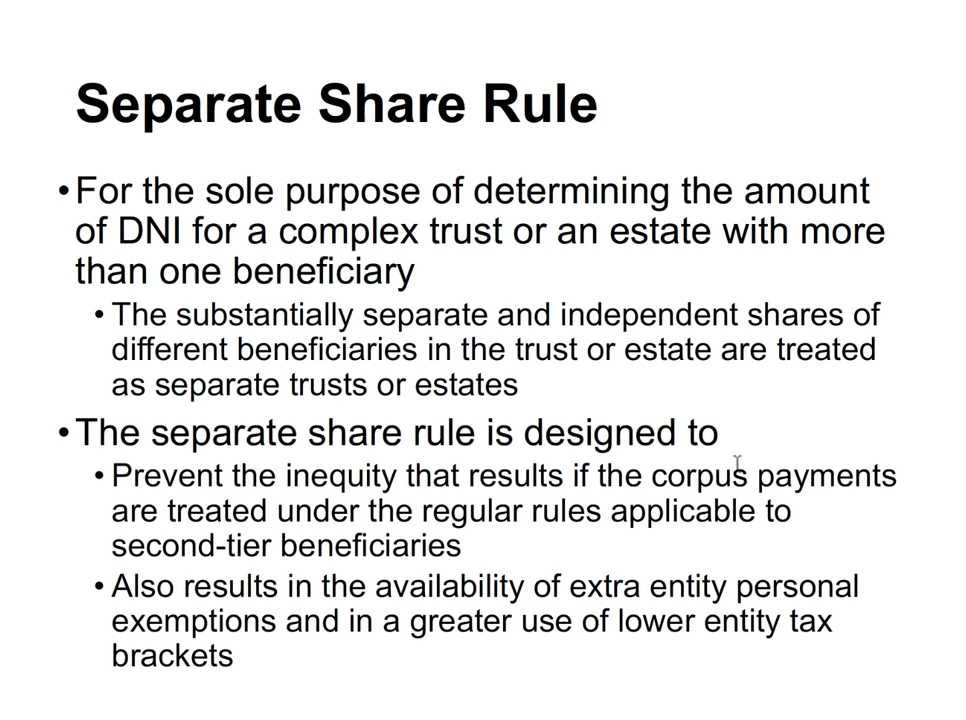 Separate Share Rule
•For the sole purpose of determining the amount
of DNI for a complex trust or an estate with more
than one beneficiary
• The substantially separate and independent shares of
different beneficiaries in the trust or estate are treated
as separate trusts or estates
•The separate share rule is designed to
• Prevent the inequity that results if the corpus payments
are treated under the regular rules applicable to
second-tier beneficiaries
• Also results in the availability of extra entity personal
exemptions and in a greater use of lower entity tax
brackets